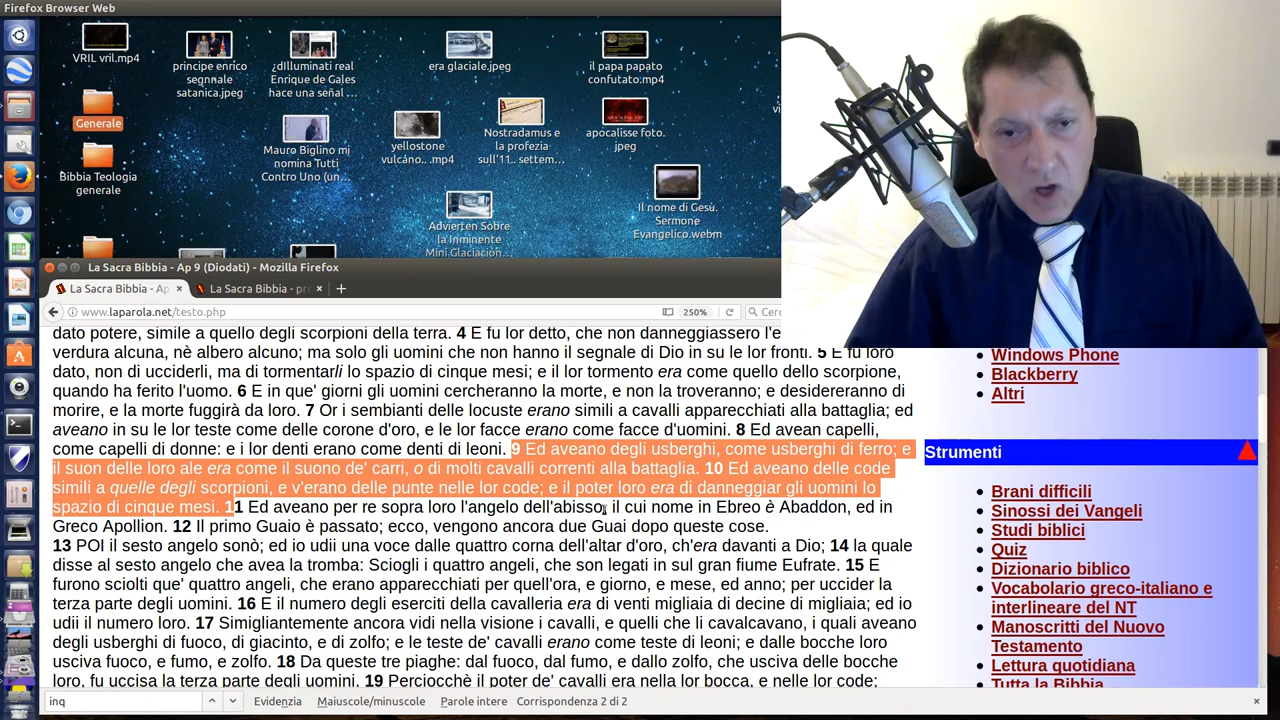 Firefox Browser Web
VRIL vril.mp4
principe enrico
segnnale
satanica.jpeg
¿dIlluminati real
Enrique de Gales
hace una señal ...
era glaciale.jpeg
il papa papato
confutato.mp4
Generale
Mauro Biglino mi
nomina Tutti
Contro Uno (un...
yellostone
vulcáno.. .mp4
Nostradamus e
la profezia
sull'11.. settem...
apocalisse foto.
jpeg
Bibbia Teologia
generale
Advierten Sobre
la Inminente
Mini Glaciación...
Il nome di Gesù.
Sermone
Evangelico.webm
La Sacra Bibbia - Ap 9 (Diodati) - Mozilla Firefox
La Sacra Bibbia - Ap × La Sacra Bibbia - pro × +
www.laparola.net/testo.php 250% Cerc
dato potere, simile a quello degli scorpioni della terra. 4 E fu lor detto, che non danneggiassero l'e
verdura alcuna, nè albero alcuno; ma solo gli uomini che non hanno il segnale di Dio in su le lor fronti. 5 E fu loro
dato, non di ucciderli, ma di tormentarli lo spazio di cinque mesi; e il lor tormento era come quello dello scorpione,
quando ha ferito l'uomo. 6 E in que' giorni gli uomini cercheranno la morte, e non la troveranno; e desidereranno di
morire, e la morte fuggirà da loro. 7 Or i sembianti delle locuste erano simili a cavalli apparecchiati alla battaglia; ed
aveano in su le lor teste come delle corone d'oro, e le lor facce erano come facce d'uomini. 8 Ed avean capelli,
come capelli di donne: e i lor denti erano come denti di leoni. 9 Ed aveano degli usberghi, come usberghi di ferro; e
il suon delle loro ale era come il suono de' carri, o di molti cavalli correnti alla battaglia. 10 Ed aveano delle code
simili a quelle degli scorpioni, e v'erano delle punte nelle lor code; e il poter loro era di danneggiar gli uomini lo
spazio di cinque mesi. 11 Ed aveano per re sopra loro l'angelo dell'abisso, il cui nome in Ebreo è Abaddon, ed in
Greco Apollion. 12 Il primo Guaio è passato; ecco, vengono ancora due Guai dopo queste cose.
13 POI il sesto angelo sonò; ed io udii una voce dalle quattro corna dell'altar d'oro, ch'era davanti a Dio; 14 la quale
disse al sesto angelo che avea la tromba: Sciogli i quattro angeli, che son legati in sul gran fiume Eufrate. 15 E
furono sciolti que' quattro angeli, che erano apparecchiati per quell'ora, e giorno, e mese, ed anno; per uccider la
terza parte degli uomini. 16 E il numero degli eserciti della cavalleria era di venti migliaia di decine di migliaia; ed io
udii il numero loro. 17 Simigliantemente ancora vidi nella visione i cavalli, e quelli che li cavalcavano, i quali aveano
degli usberghi di fuoco, di giacinto, e di zolfo; e le teste de' cavalli erano come teste di leoni; e dalle bocche loro
usciva fuoco, e fumo, e zolfo. 18 Da queste tre piaghe: dal fuoco, dal fumo, e dallo zolfo, che usciva delle bocche
loro, fu uccisa la terza parte degli uomini. 19 Perciocchè il poter de' cavalli era nella lor bocca, e nelle lor code;
Windows Phone
Blackberry
Altri
Strumenti
Brani difficili
Sinossi dei Vangeli
Studi biblici
Quiz
Dizionario biblico
Vocabolario greco-italiano e
interlineare del NT
Manoscritti del Nuovo
Testamento
Lettura quotidiana
Tutta la Bibbia
inq Evidenzia Maiuscole/minuscole Parole intere Corrispondenza 2 di 2